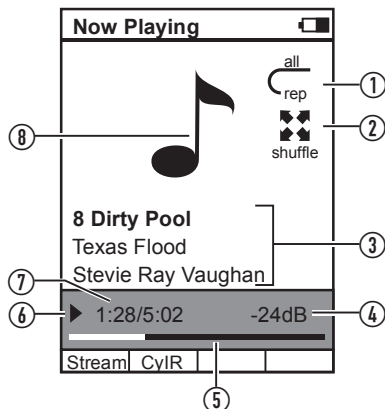 Now Playing
all
rep
①
②
shuffle
⑧
8 Dirty Pool
Texas Flood
Stevie Ray Vaughan
③
⑦
⑥ 1:28/5:02 -24dB ④
Stream CyIR
⑤